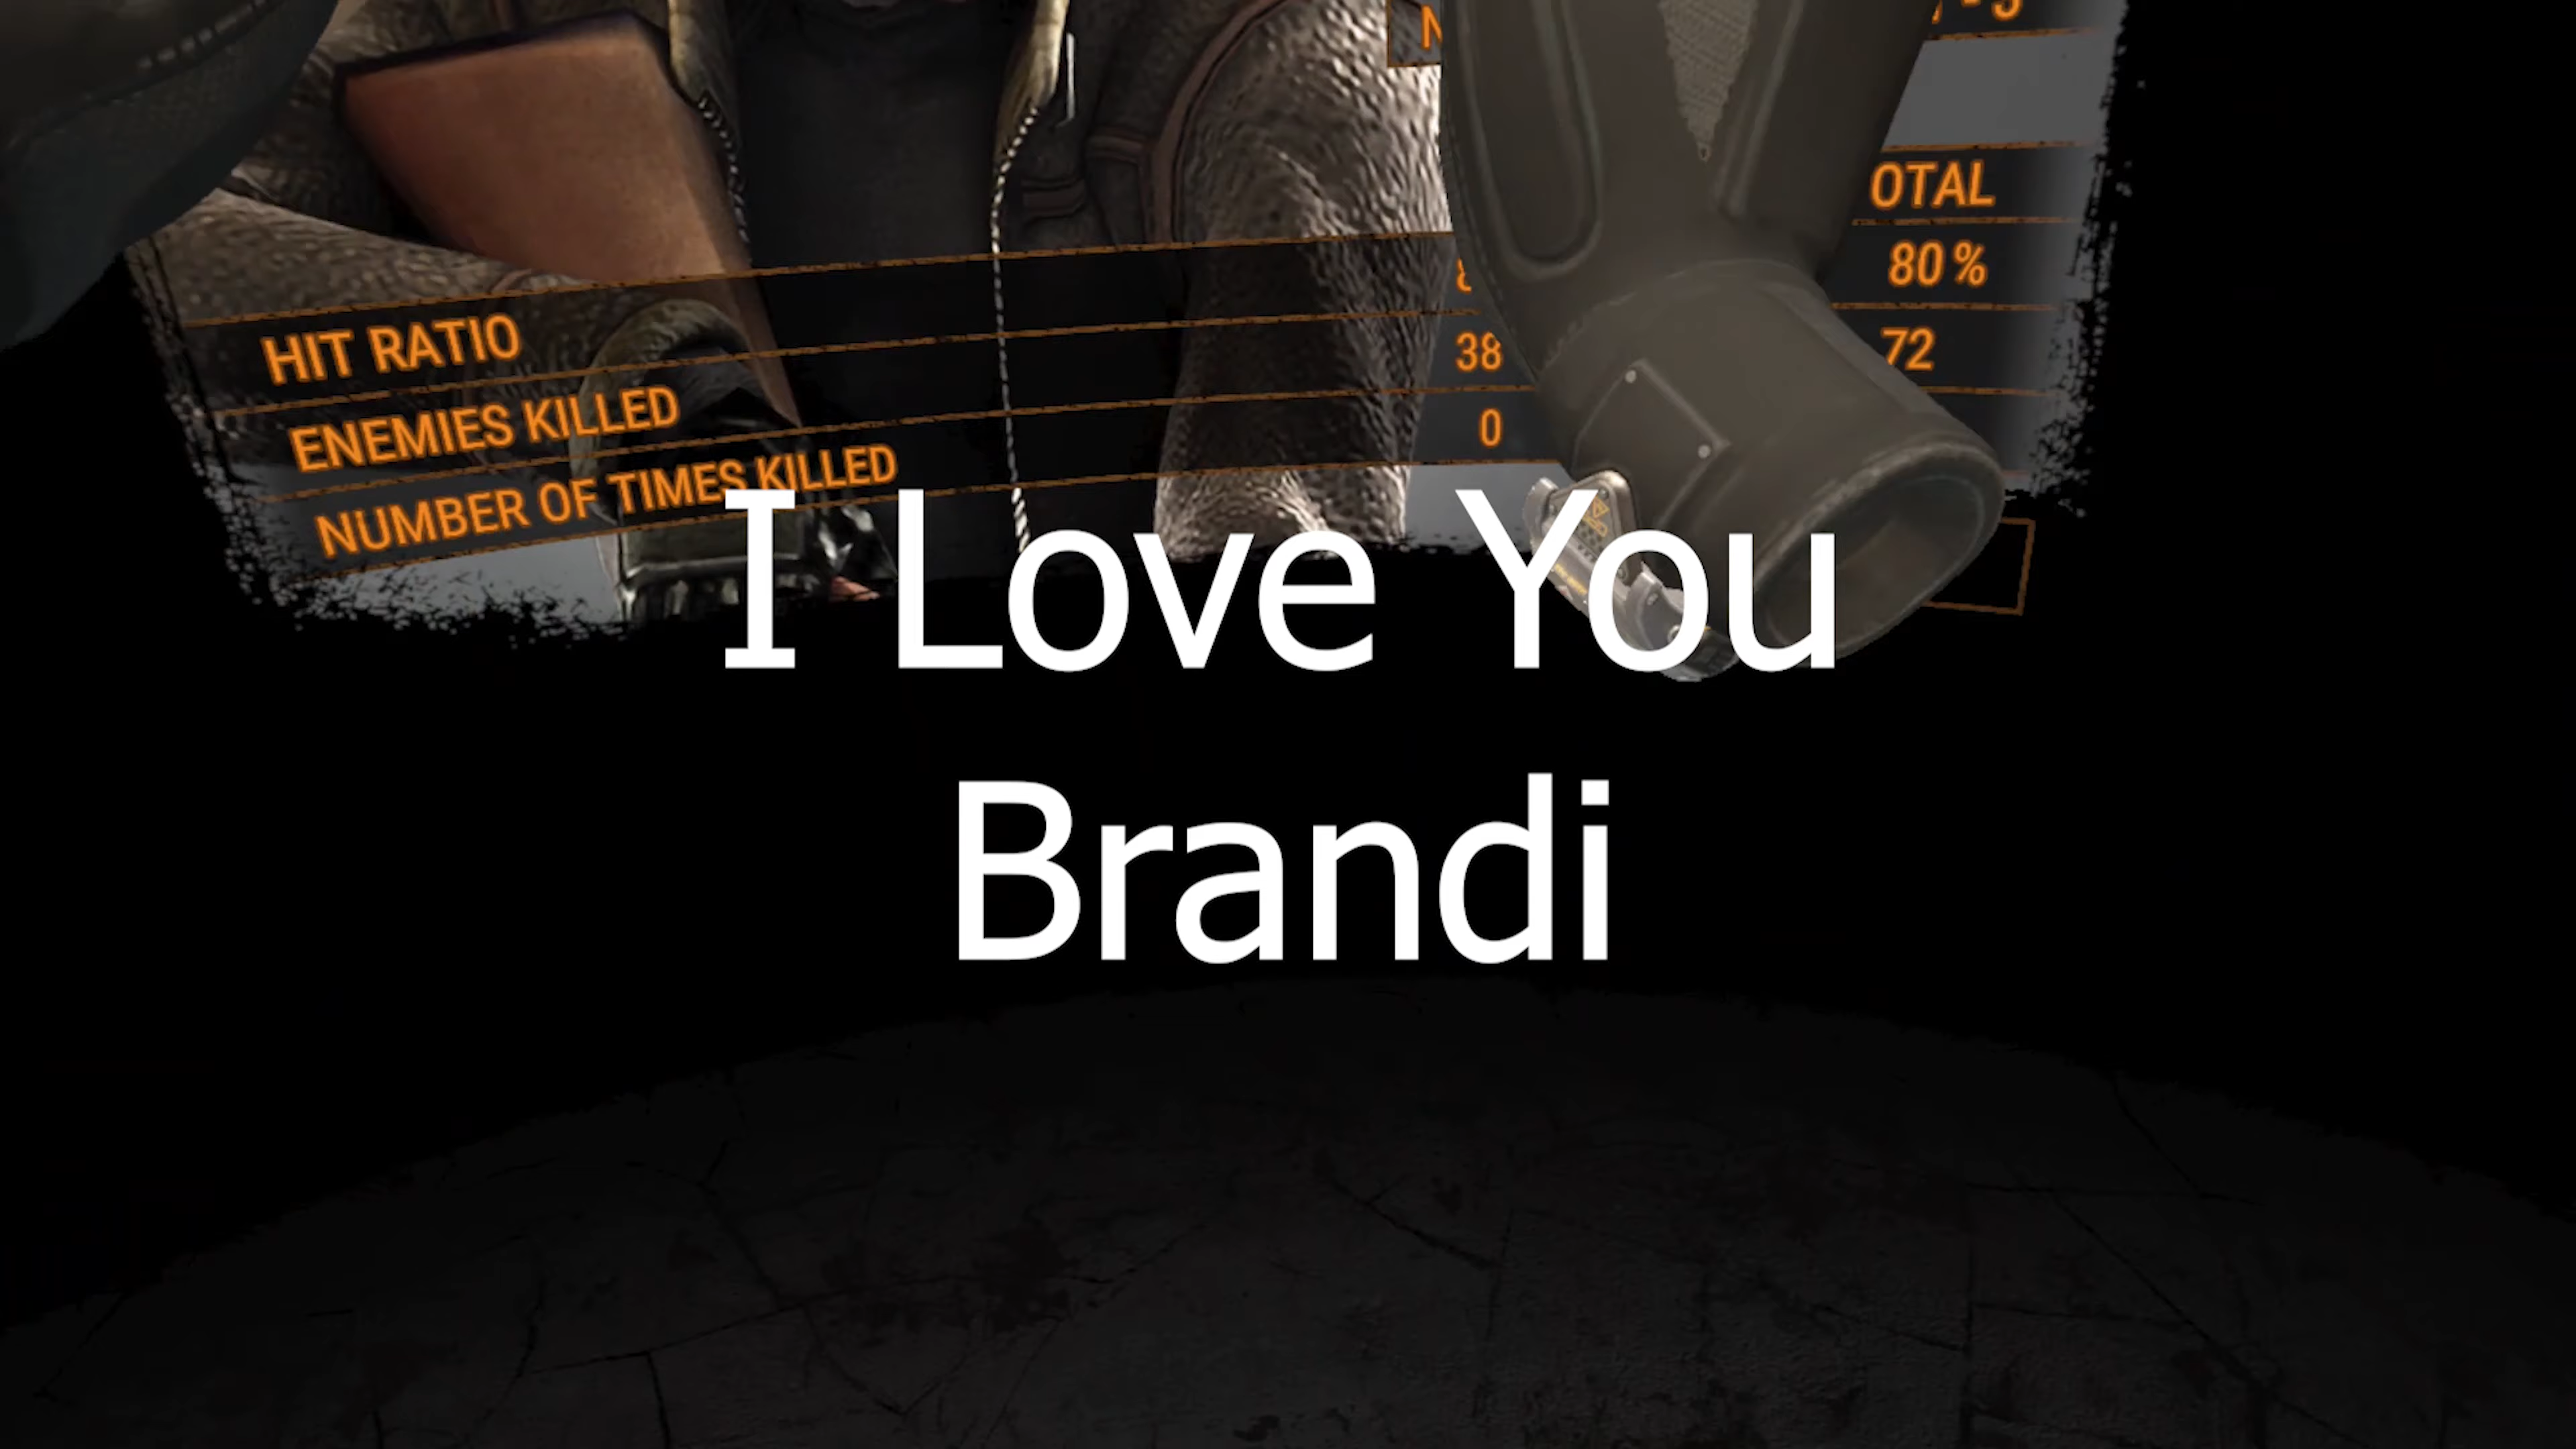 OTAL
80 %
HIT RATIO
38
72
ENEMIES KILLED
0
NUMBER OF TIMES KILLED
I Love You
Brandi